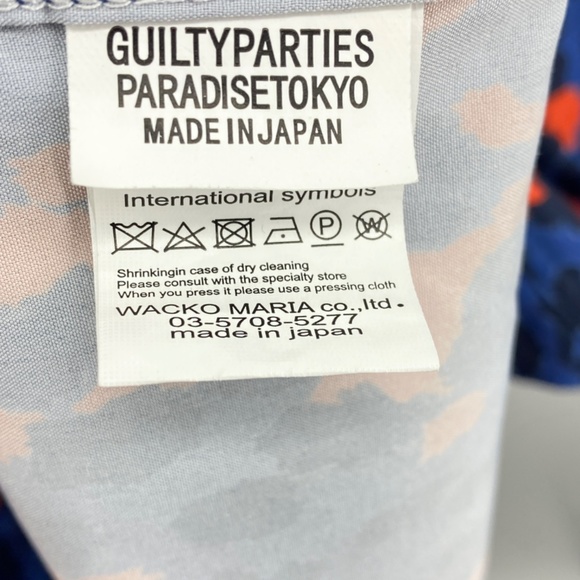 GUILTYPARTIES
PARADISETOKYO
MADE IN JAPAN
International symbols
P W
Shrinkingin case of dry cleaning
Please consult with the specialty store
When you press it please use a pressing cloth
WACKO MARIA co.,ltd.
03-5708-5277
made in japan